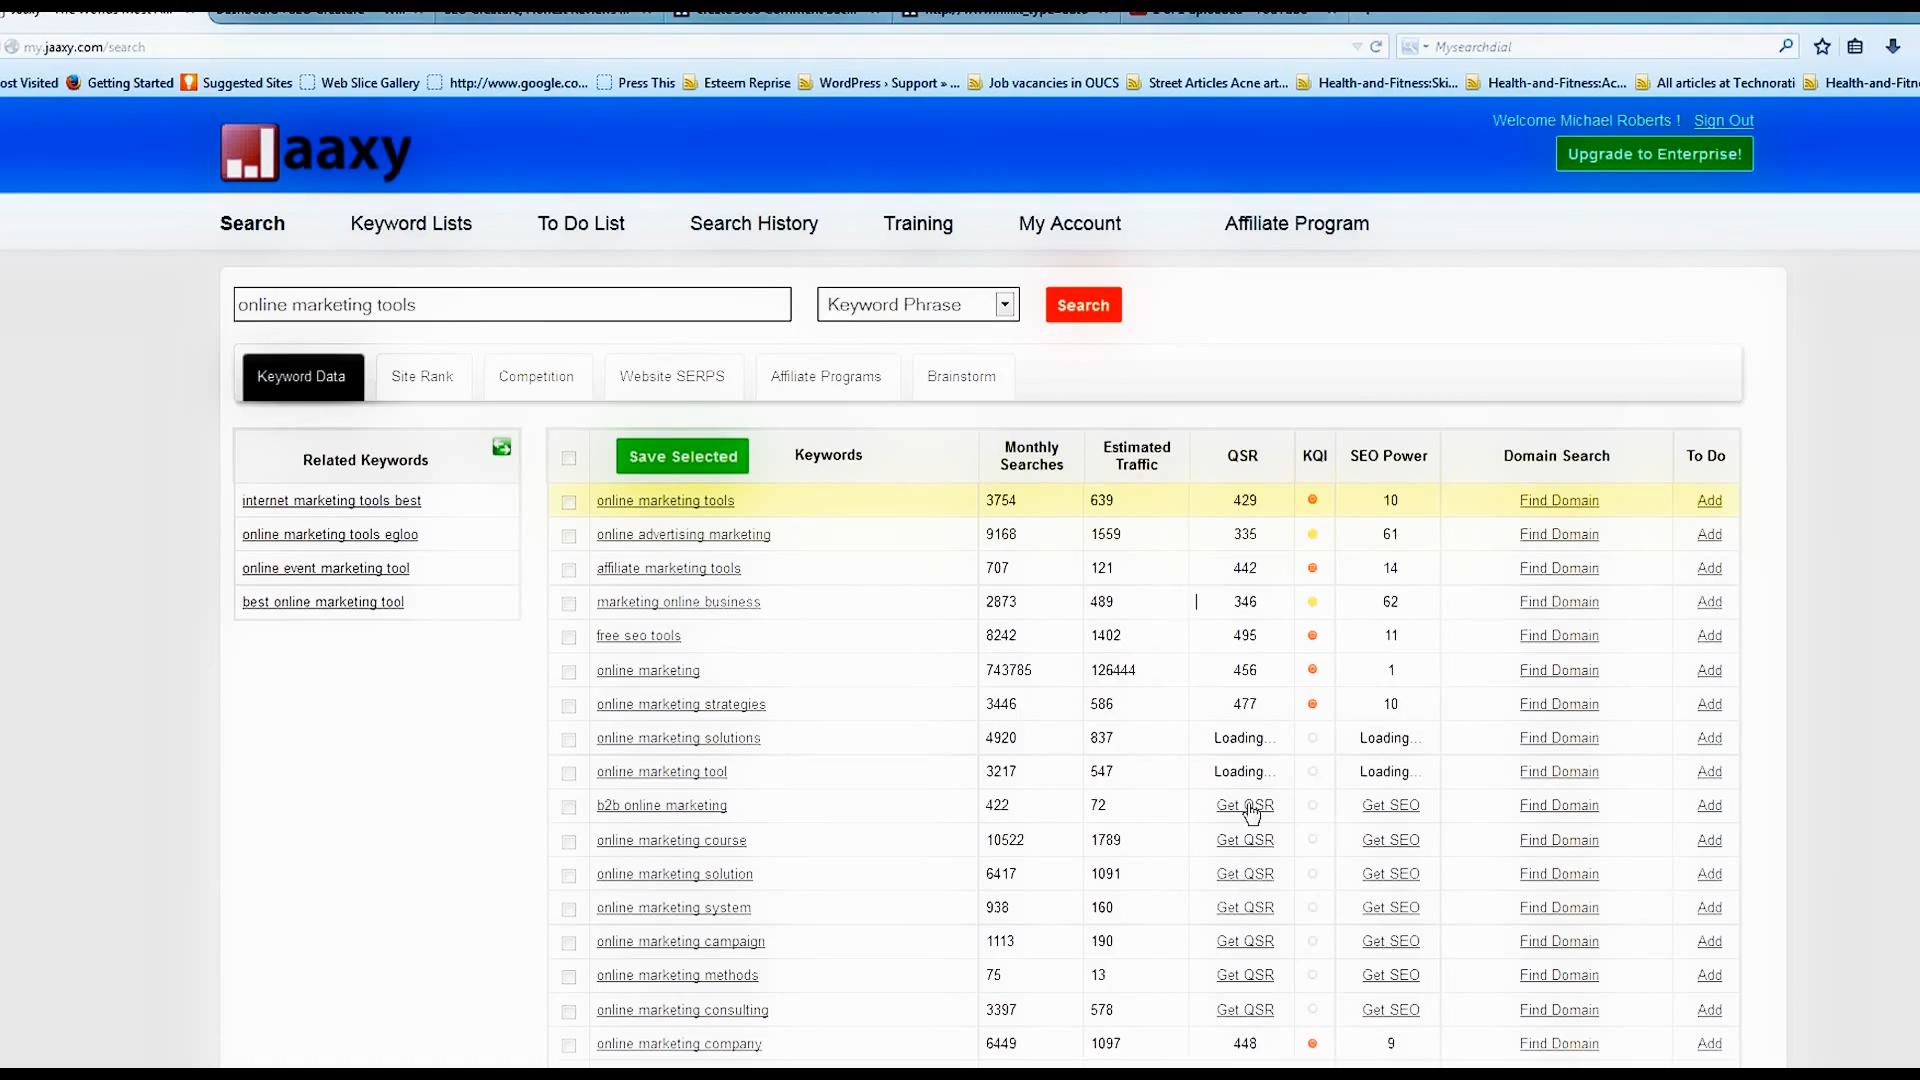 my.jaaxy.com/search
Mysearchdial
ost Visited Getting Started Suggested Sites Web Slice Gallery http://www.google.co... Press This Esteem Reprise WordPress › Support » ... Job vacancies in OUCS Street Articles Acne art... Health-and-Fitness:Ski... Health-and-Fitness:Ac... All articles at Technorati Health-and-Fitn
Jaaxy
Welcome Michael Roberts ! Sign Out
Upgrade to Enterprise!
Search Keyword Lists To Do List Search History Training My Account Affiliate Program
online marketing tools Keyword Phrase Search
Keyword Data Site Rank Competition Website SERPS Affiliate Programs Brainstorm
Related Keywords
internet marketing tools best
online marketing tools egloo
online event marketing tool
best online marketing tool
Save Selected Keywords Monthly Searches Estimated Traffic QSR KQI SEO Power Domain Search To Do
online marketing tools 3754 639 429 10 Find Domain Add
online advertising marketing 9168 1559 335 61 Find Domain Add
affiliate marketing tools 707 121 442 14 Find Domain Add
marketing online business 2873 489 346 62 Find Domain Add
free seo tools 8242 1402 495 11 Find Domain Add
online marketing 743785 126444 456 1 Find Domain Add
online marketing strategies 3446 586 477 10 Find Domain Add
online marketing solutions 4920 837 Loading... Loading... Find Domain Add
online marketing tool 3217 547 Loading... Loading... Find Domain Add
b2b online marketing 422 72 Get QSR Get SEO Find Domain Add
online marketing course 10522 1789 Get QSR Get SEO Find Domain Add
online marketing solution 6417 1091 Get QSR Get SEO Find Domain Add
online marketing system 938 160 Get QSR Get SEO Find Domain Add
online marketing campaign 1113 190 Get QSR Get SEO Find Domain Add
online marketing methods 75 13 Get QSR Get SEO Find Domain Add
online marketing consulting 3397 578 Get QSR Get SEO Find Domain Add
online marketing company 6449 1097 448 9 Find Domain Add